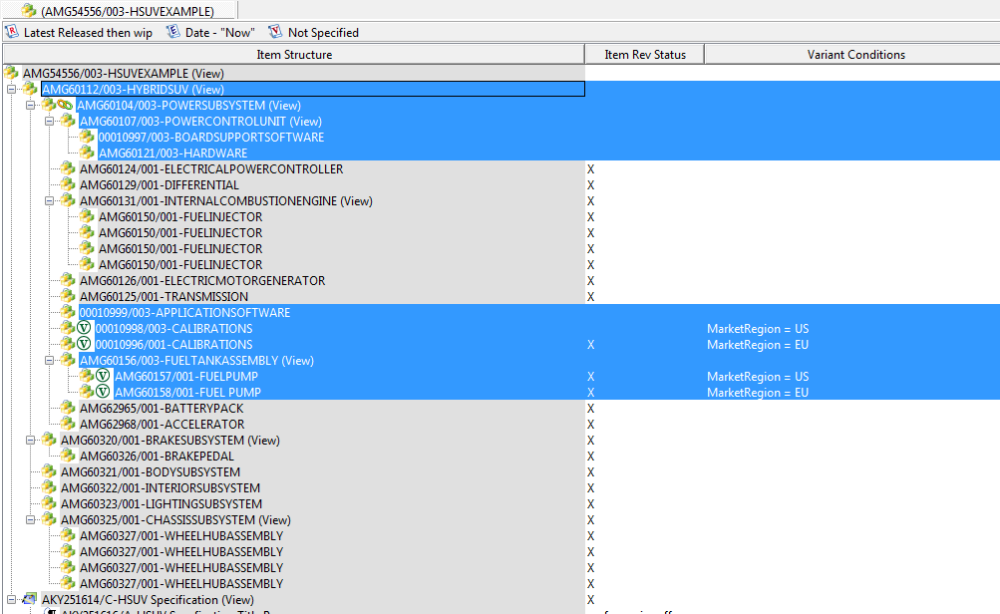 (AMG54556/003-HSUVEXAMPLE)
Latest Released then wip Date - "Now" Not Specified
Item Structure Item Rev Status Variant Conditions
AMG54556/003-HSUVEXAMPLE (View)
AMG60112/003-HYBRIDSUV (View)
AMG60104/003-POWERSUBSYSTEM (View)
AMG60107/003-POWERCONTROLUNIT (View)
00010997/003-BOARDSUPPORTSOFTWARE
AMG60121/003-HARDWARE
AMG60124/001-ELECTRICALPOWERCONTROLLER X
AMG60129/001-DIFFERENTIAL X
AMG60131/001-INTERNALCOMBUSTIONENGINE (View) X
AMG60150/001-FUELINJECTOR X
AMG60150/001-FUELINJECTOR X
AMG60150/001-FUELINJECTOR X
AMG60150/001-FUELINJECTOR X
AMG60126/001-ELECTRICMOTORGENERATOR X
AMG60125/001-TRANSMISSION X
00010999/003-APPLICATIONSOFTWARE
V 00010998/003-CALIBRATIONS MarketRegion = US
V 00010996/001-CALIBRATIONS X MarketRegion = EU
AMG60156/003-FUELTANKASSEMBLY (View)
V AMG60157/001-FUELPUMP X MarketRegion = US
V AMG60158/001-FUEL PUMP X MarketRegion = EU
AMG62965/001-BATTERYPACK X
AMG62968/001-ACCELERATOR X
AMG60320/001-BRAKESUBSYSTEM (View) X
AMG60326/001-BRAKEPEDAL X
AMG60321/001-BODYSUBSYSTEM X
AMG60322/001-INTERIORSUBSYSTEM X
AMG60323/001-LIGHTINGSUBSYSTEM X
AMG60325/001-CHASSISSUBSYSTEM (View) X
AMG60327/001-WHEELHUBASSEMBLY X
AMG60327/001-WHEELHUBASSEMBLY X
AMG60327/001-WHEELHUBASSEMBLY X
AMG60327/001-WHEELHUBASSEMBLY X
AKY251614/C-HSUV Specification (View) X